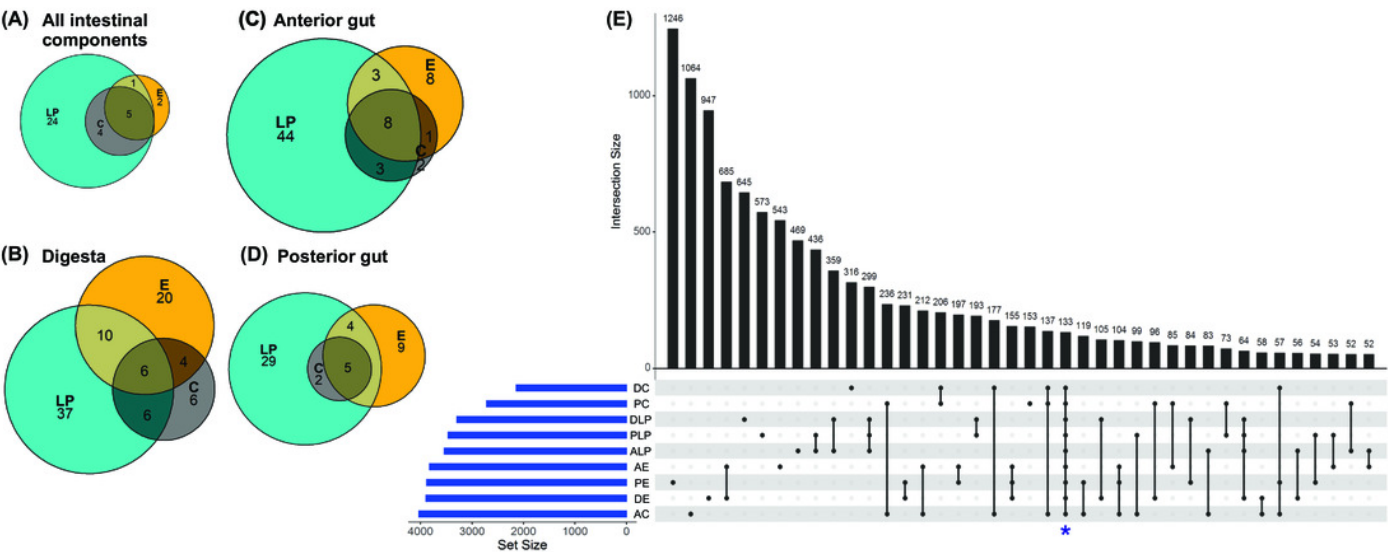 (A) All intestinal
components
LP
24
C
4
1
5
E
2
(B) Digesta
E
20
10
6
4
LP
37
6
C
6
(C) Anterior gut
3
E
8
LP
44
8
1
C
2
3
(D) Posterior gut
4
LP
29
C
2
5
E
9
(E)
Intersection Size
1000
500
0
1246 1064 947 685 645 573 543 469 436 359 316 299 236 231 212 206 197 193 177 155 153 137 133 119 105 104 99 96 85 84 83 73 64 58 57 56 54 53 52 52
DC
PC
DLP
PLP
ALP
AE
PE
DE
AC
4000 3000 2000 1000 0
Set Size
*